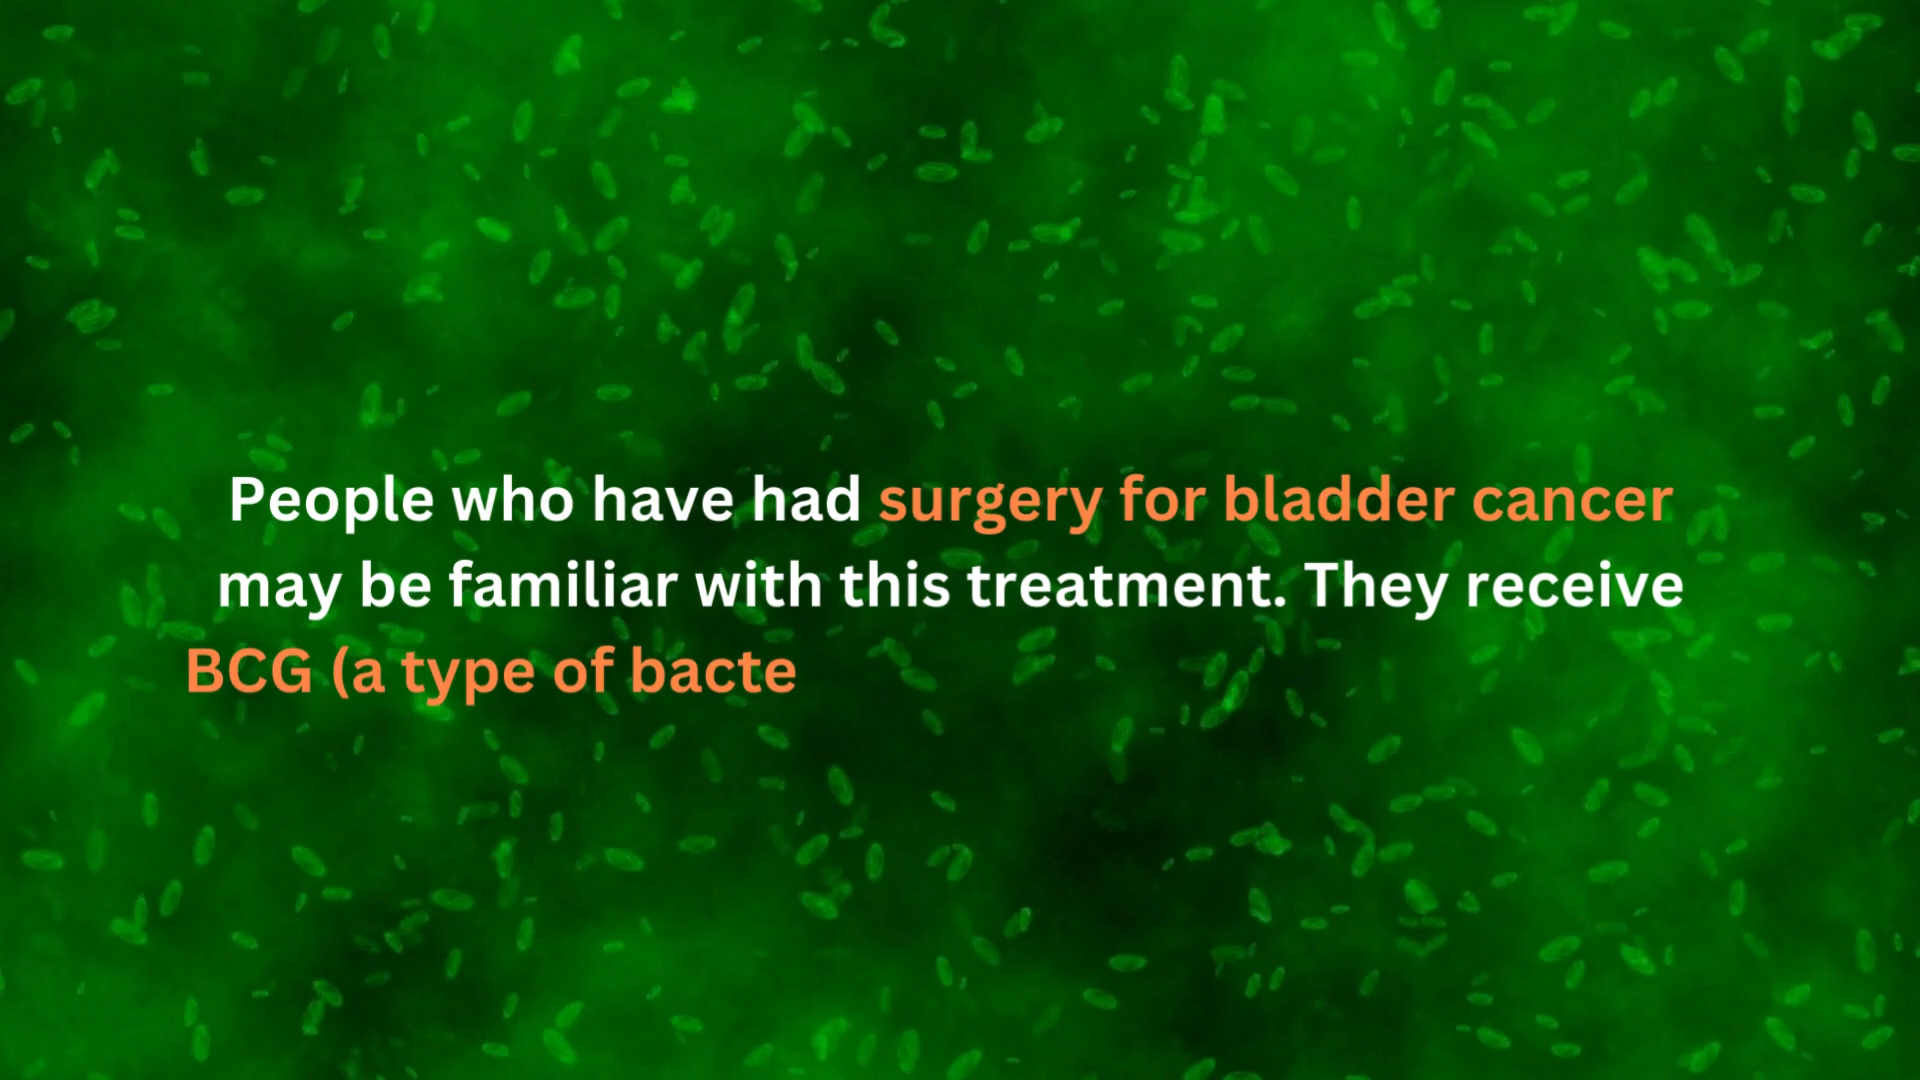 People who have had surgery for bladder cancer
may be familiar with this treatment. They receive
BCG (a type of bacte